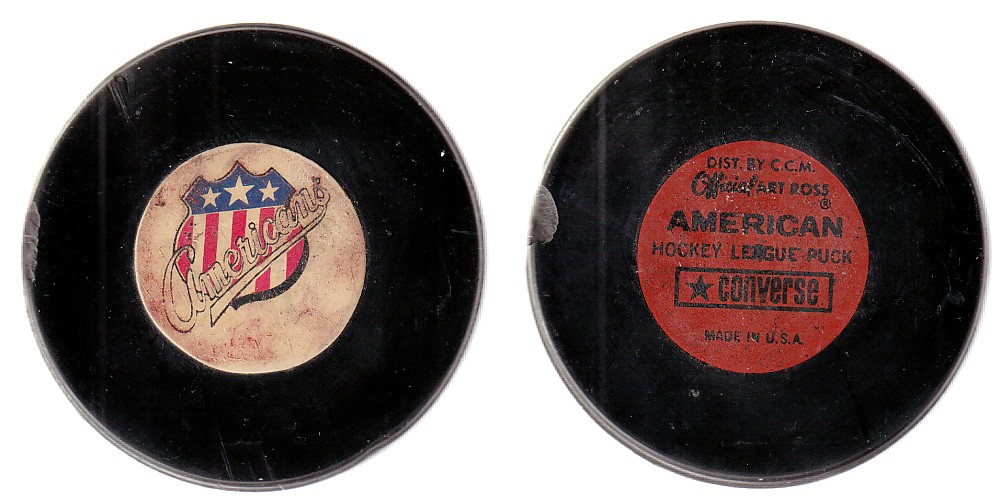 Americans
DIST. BY C.C.M.
Official ART ROSS
®
AMERICAN
HOCKEY LEAGUE PUCK
converse
MADE IN U.S.A.